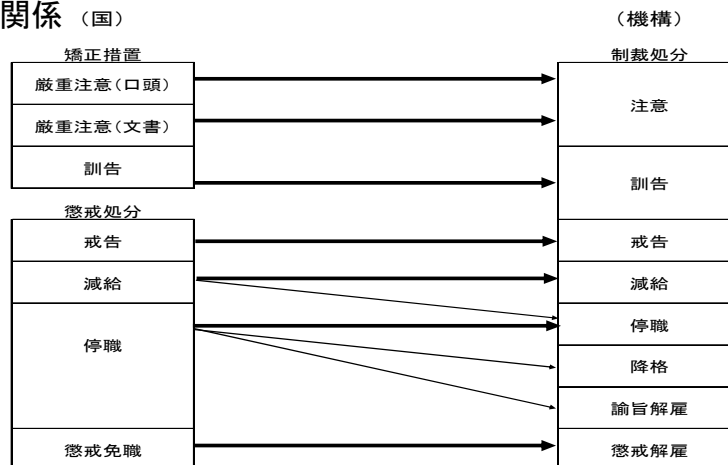 関係 （国）
（機構）
矯正措置
制裁処分
厳重注意（口頭）
注意
厳重注意（文書）
訓告
訓告
懲戒処分
戒告
戒告
減給
減給
停職
停職
降格
諭旨解雇
懲戒免職
懲戒解雇